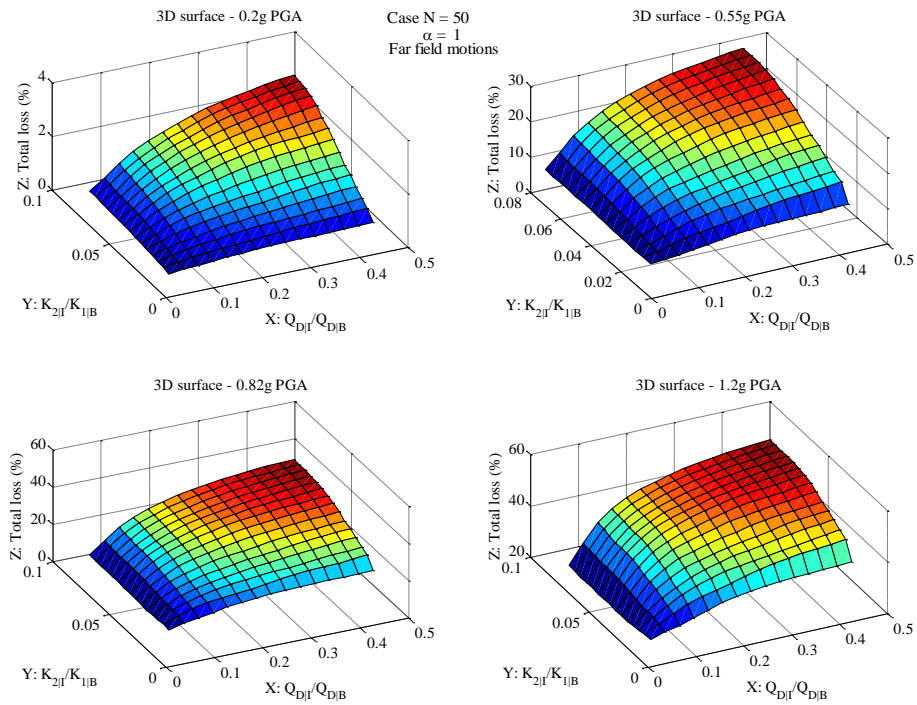 3D surface - 0.2g PGA
Case N = 50
α = 1
Far field motions
3D surface - 0.55g PGA
4
2
0
Z: Total loss (%)
0.1
0.05
0
Y: K2|I/K1|B
0
0.1
0.2
0.3
0.4
0.5
X: QD|I/QD|B
30
20
10
0
Z: Total loss (%)
0.08
0.06
0.04
0.02
Y: K2|I/K1|B
0
0.1
0.2
0.3
0.4
0.5
X: QD|I/QD|B
3D surface - 0.82g PGA
60
40
20
0
Z: Total loss (%)
0.1
0.05
0
Y: K2|I/K1|B
0
0.1
0.2
0.3
0.4
0.5
X: QD|I/QD|B
3D surface - 1.2g PGA
60
40
20
Z: Total loss (%)
0.1
0.05
0
Y: K2|I/K1|B
0
0.1
0.2
0.3
0.4
0.5
X: QD|I/QD|B